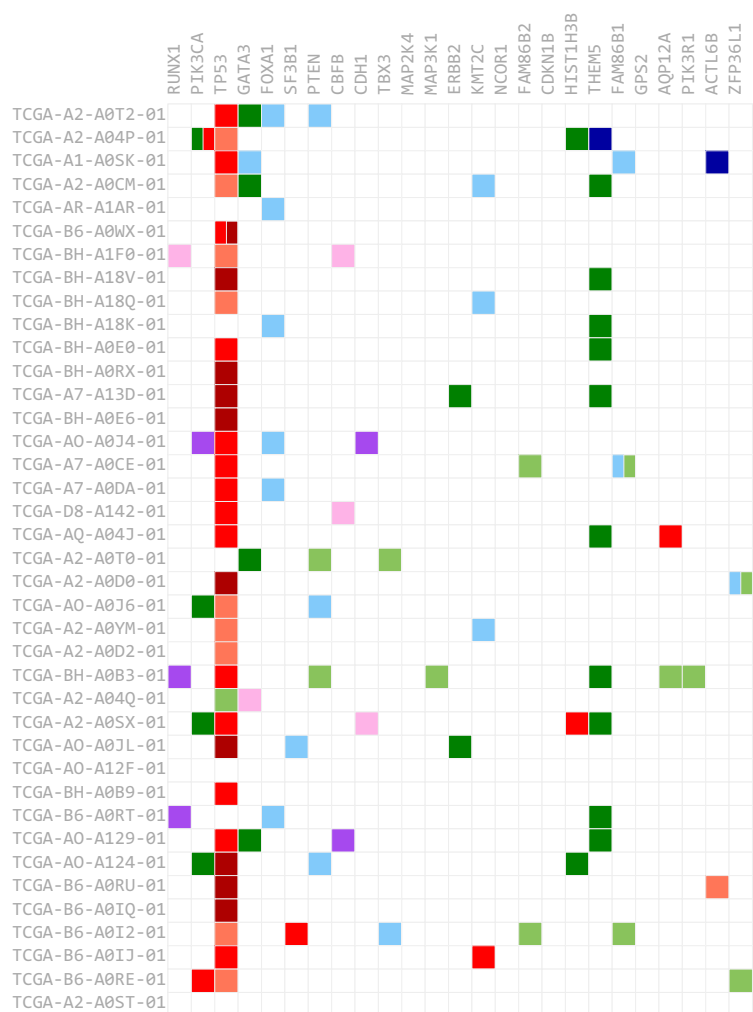 RUNX1
PIK3CA
TP53
GATA3
FOXA1
SF3B1
PTEN
CBFB
CDH1
TBX3
MAP2K4
MAP3K1
ERBB2
KMT2C
NCOR1
FAM86B2
CDKN1B
HIST1H3B
THEM5
FAM86B1
GPS2
AQP12A
PIK3R1
ACTL6B
ZFP36L1
TCGA-A2-A0T2-01
TCGA-A2-A04P-01
TCGA-A1-A0SK-01
TCGA-A2-A0CM-01
TCGA-AR-A1AR-01
TCGA-B6-A0WX-01
TCGA-BH-A1F0-01
TCGA-BH-A18V-01
TCGA-BH-A18Q-01
TCGA-BH-A18K-01
TCGA-BH-A0E0-01
TCGA-BH-A0RX-01
TCGA-A7-A13D-01
TCGA-BH-A0E6-01
TCGA-AO-A0J4-01
TCGA-A7-A0CE-01
TCGA-A7-A0DA-01
TCGA-D8-A142-01
TCGA-AQ-A04J-01
TCGA-A2-A0T0-01
TCGA-A2-A0D0-01
TCGA-AO-A0J6-01
TCGA-A2-A0YM-01
TCGA-A2-A0D2-01
TCGA-BH-A0B3-01
TCGA-A2-A04Q-01
TCGA-A2-A0SX-01
TCGA-AO-A0JL-01
TCGA-AO-A12F-01
TCGA-BH-A0B9-01
TCGA-B6-A0RT-01
TCGA-AO-A129-01
TCGA-AO-A124-01
TCGA-B6-A0RU-01
TCGA-B6-A0IQ-01
TCGA-B6-A0I2-01
TCGA-B6-A0IJ-01
TCGA-B6-A0RE-01
TCGA-A2-A0ST-01